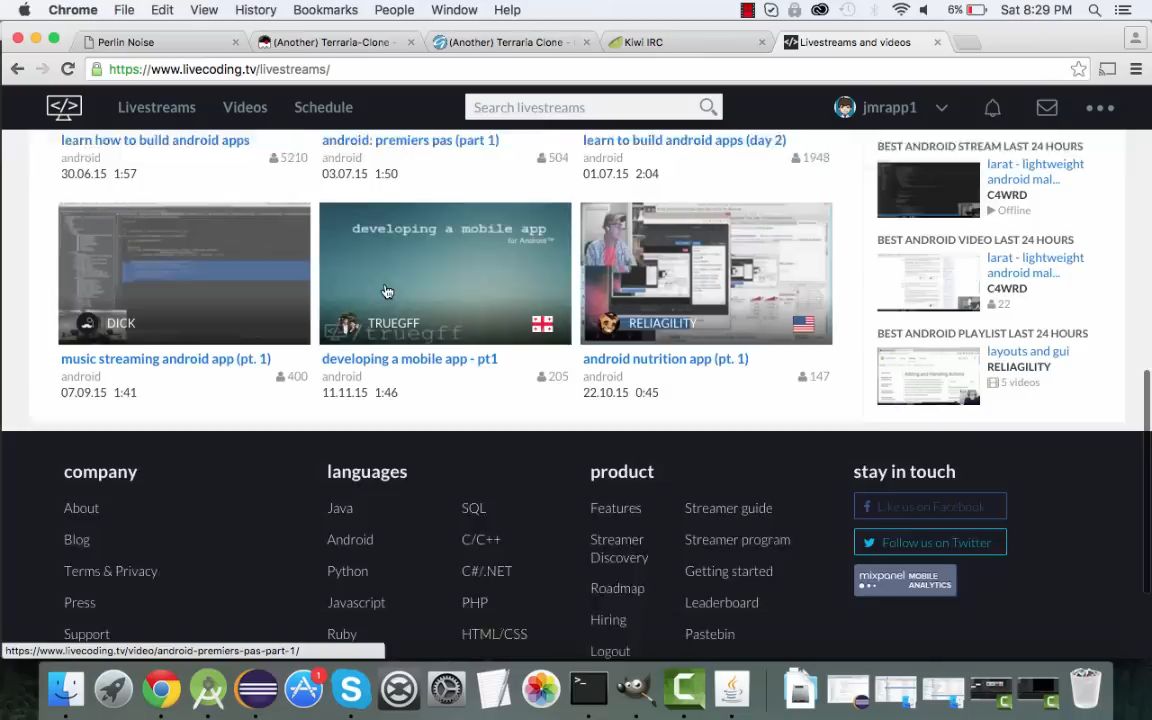 Chrome File Edit View History Bookmarks People Window Help 6% Sat 8:29 PM
Perlin Noise (Another) Terraria-Clone - (Another) Terraria Clone - Kiwi IRC Livestreams and videos
https://www.livecoding.tv/livestreams/
Livestreams Videos Schedule Search livestreams jmrapp1
learn how to build android apps
android 5210
30.06.15 1:57
android: premiers pas (part 1)
android 504
03.07.15 1:50
learn to build android apps (day 2)
android 1948
01.07.15 2:04
DICK
music streaming android app (pt. 1)
android 400
07.09.15 1:41
developing a mobile app
for Android™
truegff
TRUEGFF
developing a mobile app - pt1
android 205
11.11.15 1:46
RELIAGILITY
android nutrition app (pt. 1)
android 147
22.10.15 0:45
BEST ANDROID STREAM LAST 24 HOURS
larat - lightweight
android mal...
C4WRD
Offline
BEST ANDROID VIDEO LAST 24 HOURS
larat - lightweight
android mal...
C4WRD
22
BEST ANDROID PLAYLIST LAST 24 HOURS
layouts and gui
RELIAGILITY
5 videos
company
About
Blog
Terms & Privacy
Press
Support
languages
Java
Android
Python
Javascript
Ruby
SQL
C/C++
C#/.NET
PHP
HTML/CSS
product
Features
Streamer
Discovery
Roadmap
Hiring
Logout
Streamer guide
Streamer program
Getting started
Leaderboard
Pastebin
stay in touch
Like us on Facebook
Follow us on Twitter
mixpanel MOBILE
ANALYTICS
https://www.livecoding.tv/video/android-premiers-pas-part-1/
1